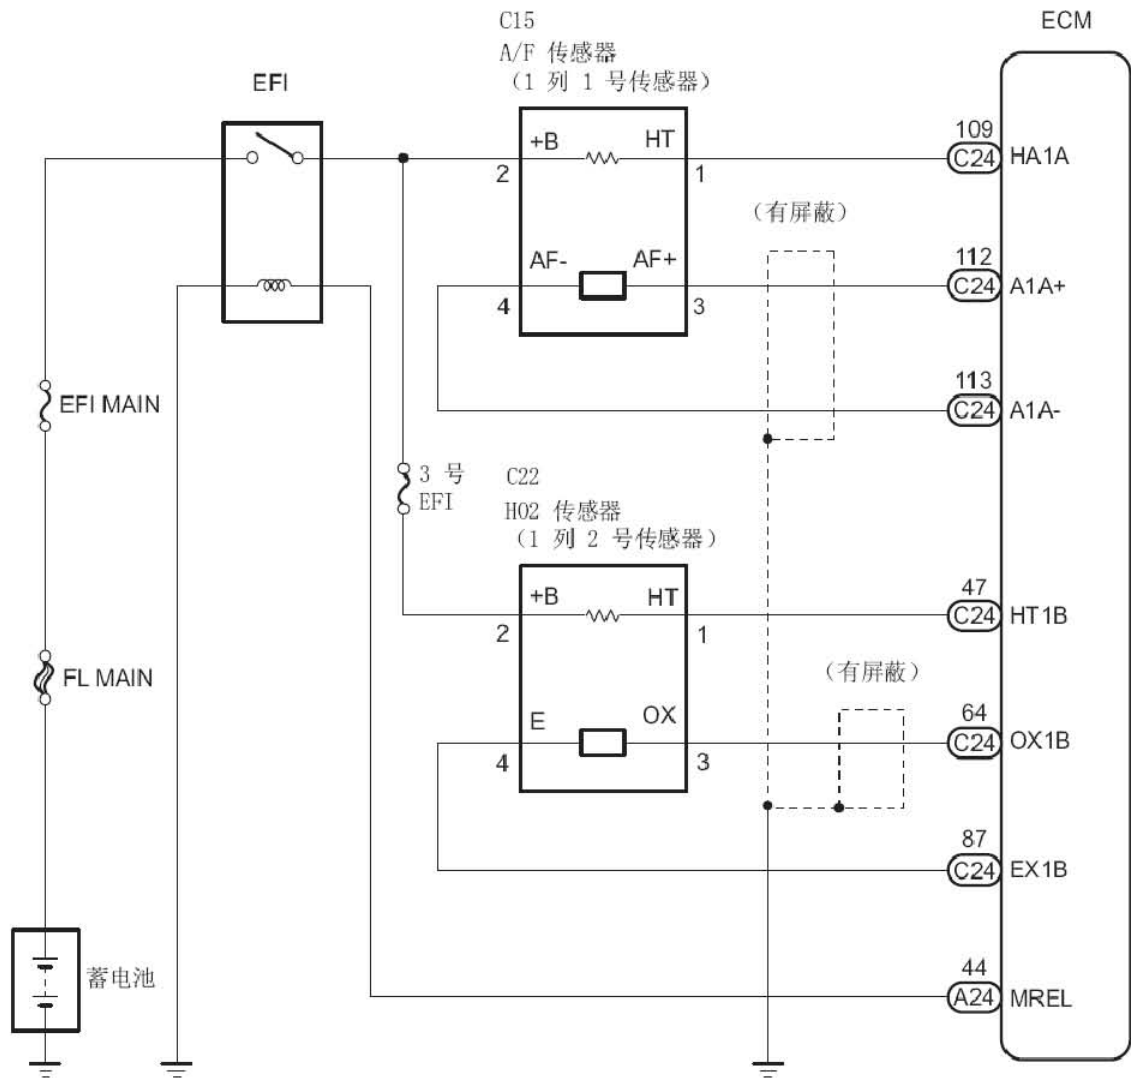 C15
ECM
A/F 传感器
(1 列 1 号传感器)
EFI
+B
HT
2
1
109
C24
HA1A
(有屏蔽)
AF-
AF+
4
3
112
C24
A1A+
113
C24
A1A-
EFI MAIN
3 号
EFI
C22
HO2 传感器
(1 列 2 号传感器)
+B
HT
2
1
47
C24
HT1B
FL MAIN
(有屏蔽)
E
OX
4
3
64
C24
OX1B
87
C24
EX1B
蓄电池
44
A24
MREL